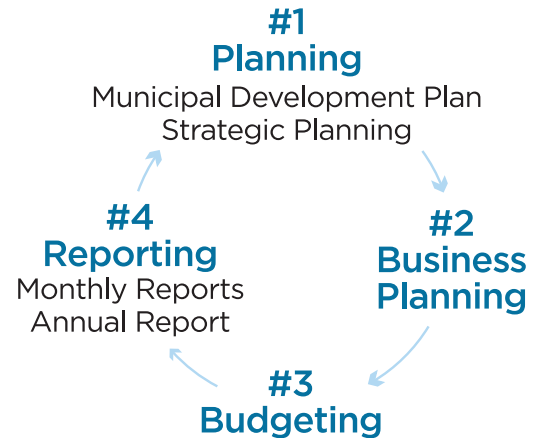 #1
Planning
Municipal Development Plan
Strategic Planning
#2
Business
Planning
#3
Budgeting
#4
Reporting
Monthly Reports
Annual Report